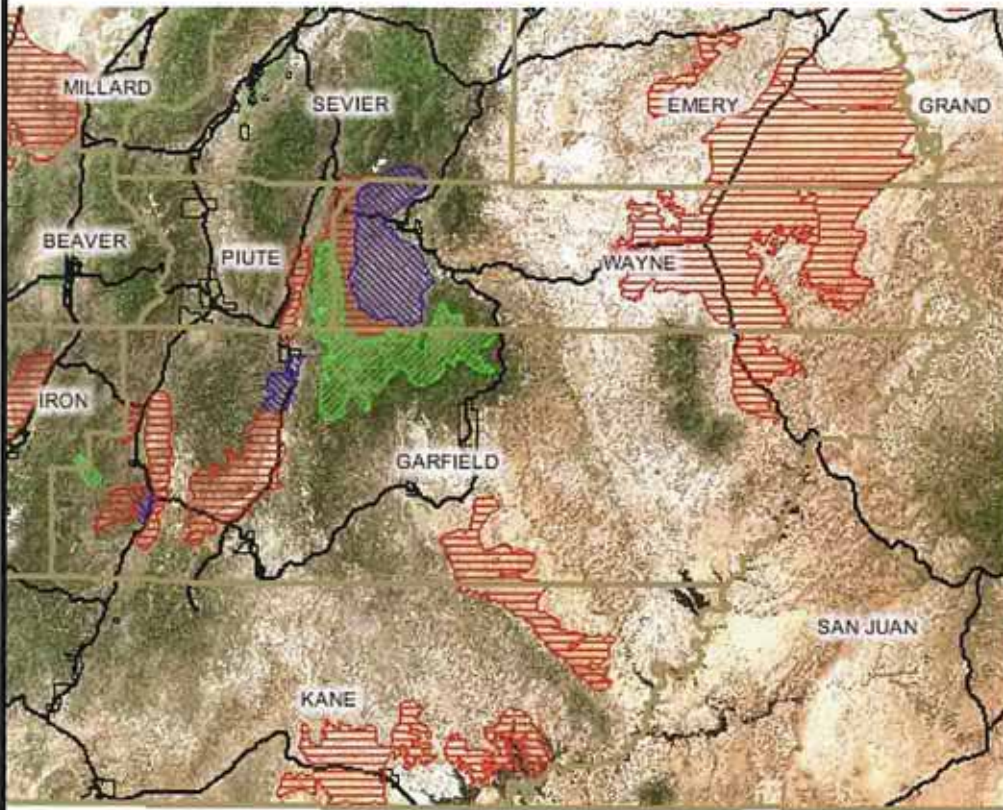 MILLARD
SEVIER
EMERY
GRAND
BEAVER
PIUTE
WAYNE
IRON
GARFIELD
SAN JUAN
KANE